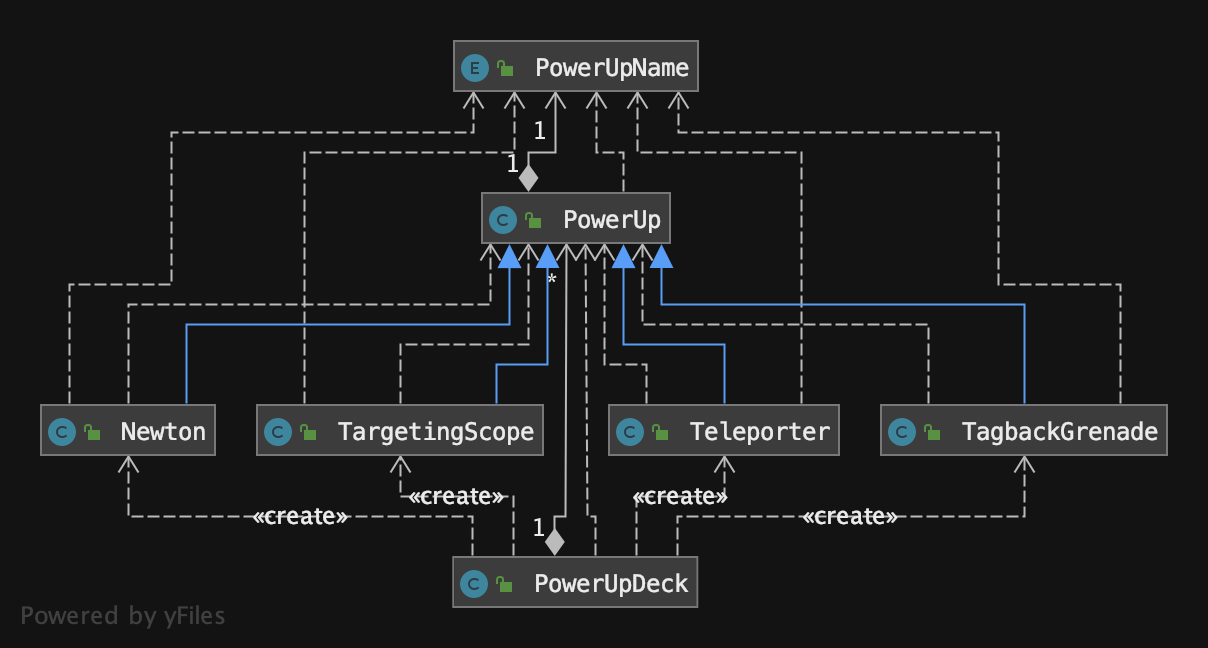 E PowerUpName
1
1
C PowerUp
*
C Newton
C TargetingScope
C Teleporter
C TagbackGrenade
«create»
«create»
«create»
«create»
1
C PowerUpDeck
Powered by yFiles